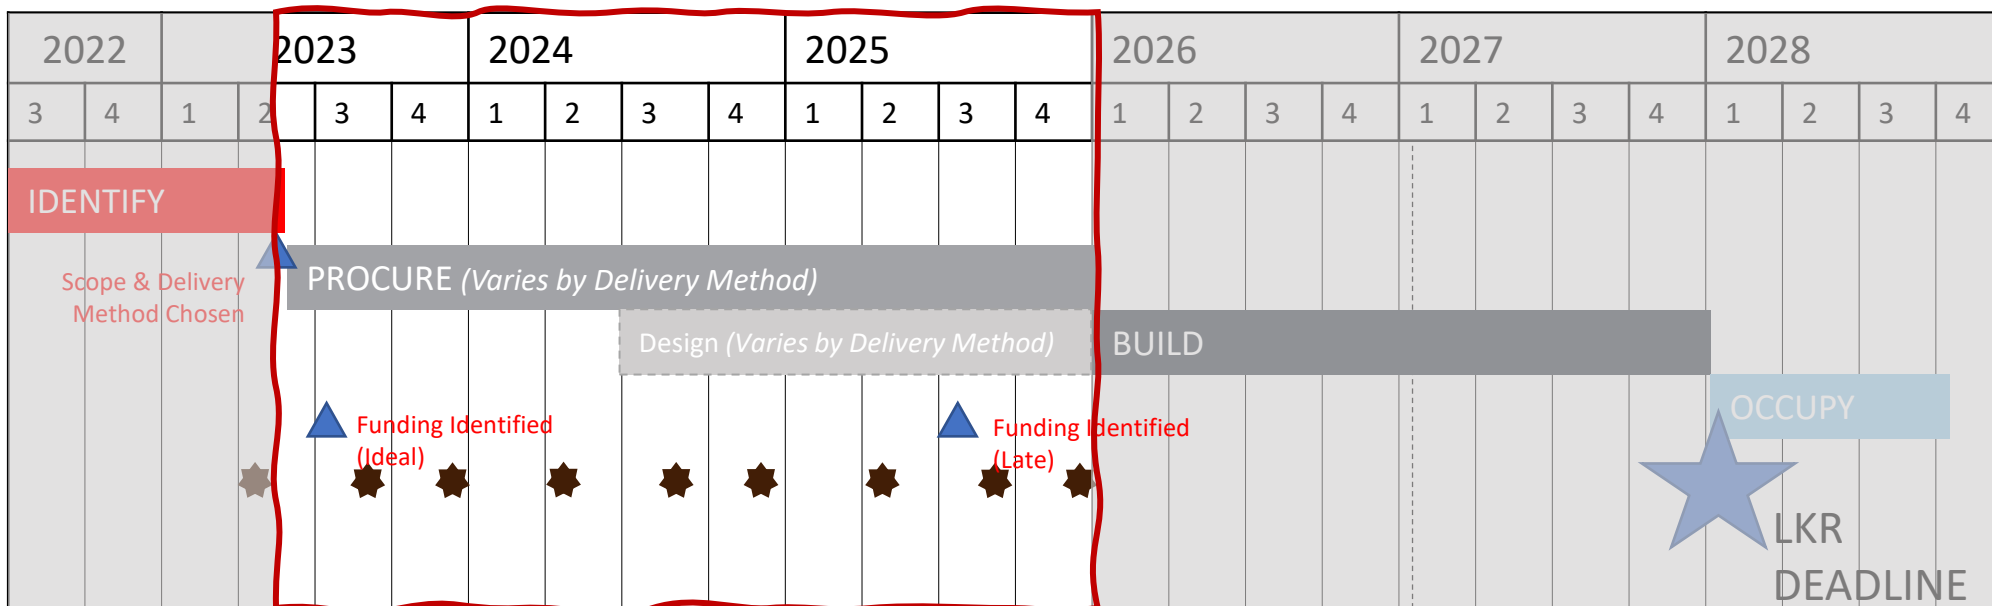 2022 2023 2024 2025 2026 2027 2028
3 4 1 2 3 4 1 2 3 4 1 2 3 4 1 2 3 4 1 2 3 4 1 2 3 4
IDENTIFY
Scope & Delivery
Method Chosen
PROCURE (Varies by Delivery Method)
Design (Varies by Delivery Method)
BUILD
OCCUPY
Funding Identified
(Ideal)
Funding Identified
(Late)
LKR
DEADLINE